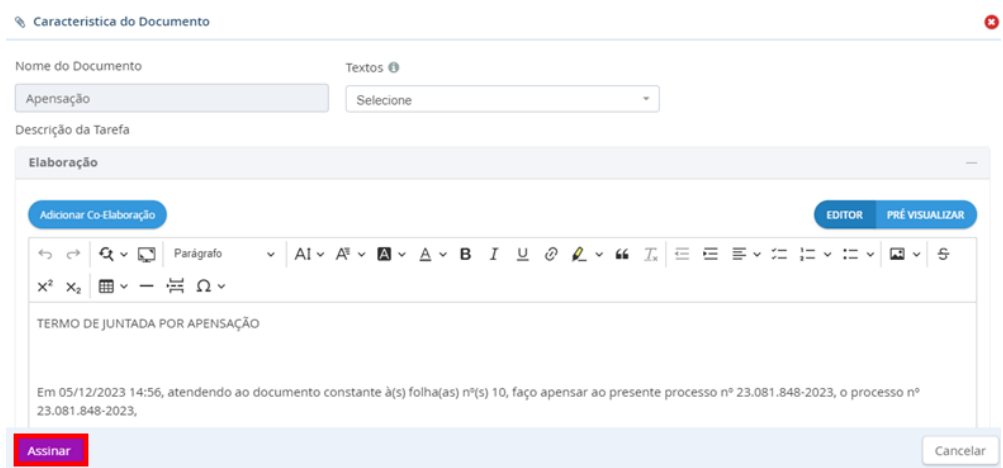 Caracteristica do Documento
Nome do Documento
Textos
Apensação
Selecione
Descrição da Tarefa
Elaboração
Adicionar Co-Elaboração
EDITOR PRÉ VISUALIZAR
Parágrafo
TERMO DE JUNTADA POR APENSAÇÃO
Em 05/12/2023 14:56, atendendo ao documento constante à(s) folha(as) nº(s) 10, faço apensar ao presente processo nº 23.081.848-2023, o processo nº
23.081.848-2023,
Assinar
Cancelar